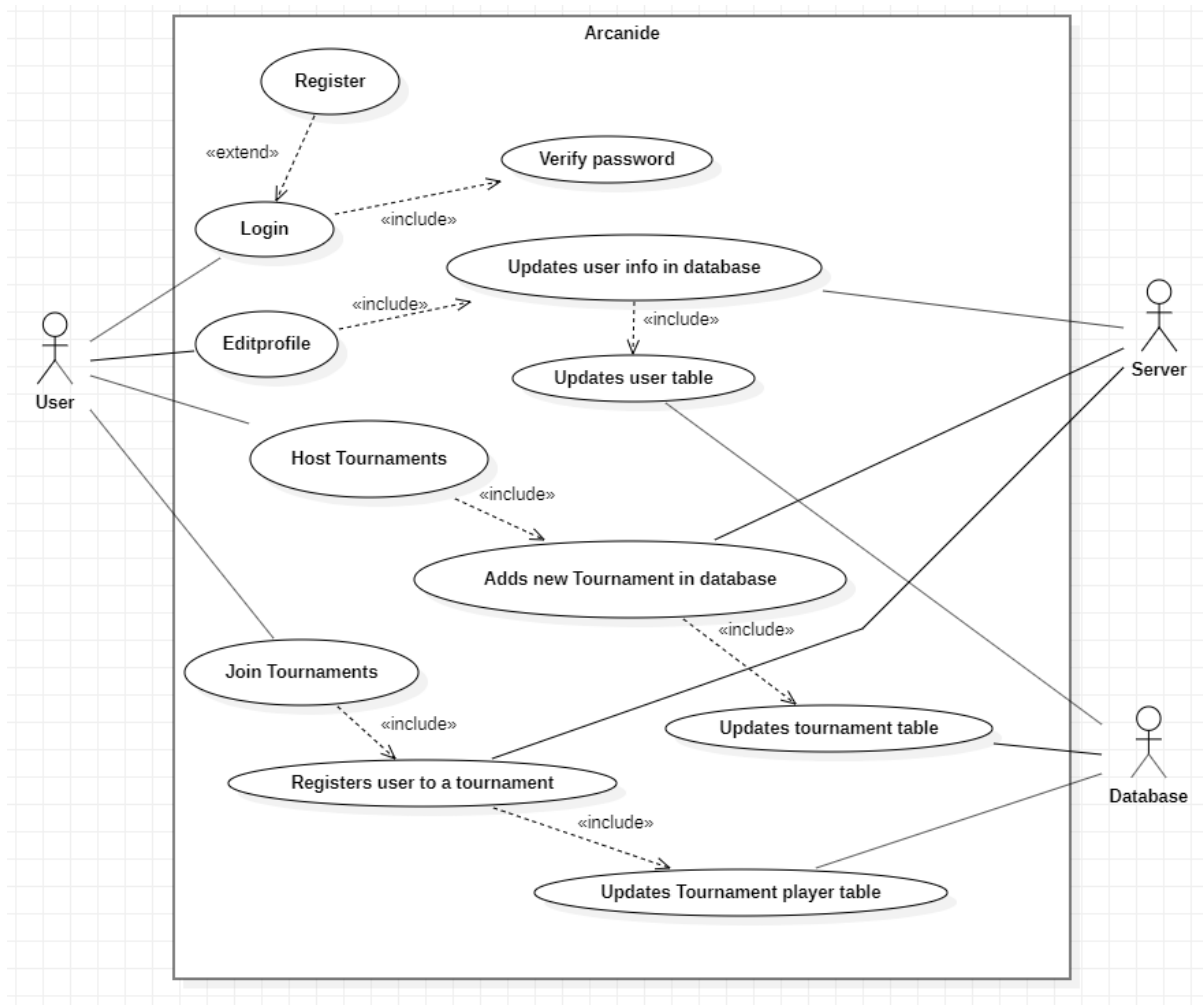 Arcanide
Register
«extend»
Verify password
Login
«include»
Updates user info in database
«include»
Editprofile
«include»
User
Server
Updates user table
Host Tournaments
«include»
Adds new Tournament in database
«include»
Join Tournaments
«include»
Updates tournament table
Registers user to a tournament
Database
«include»
Updates Tournament player table